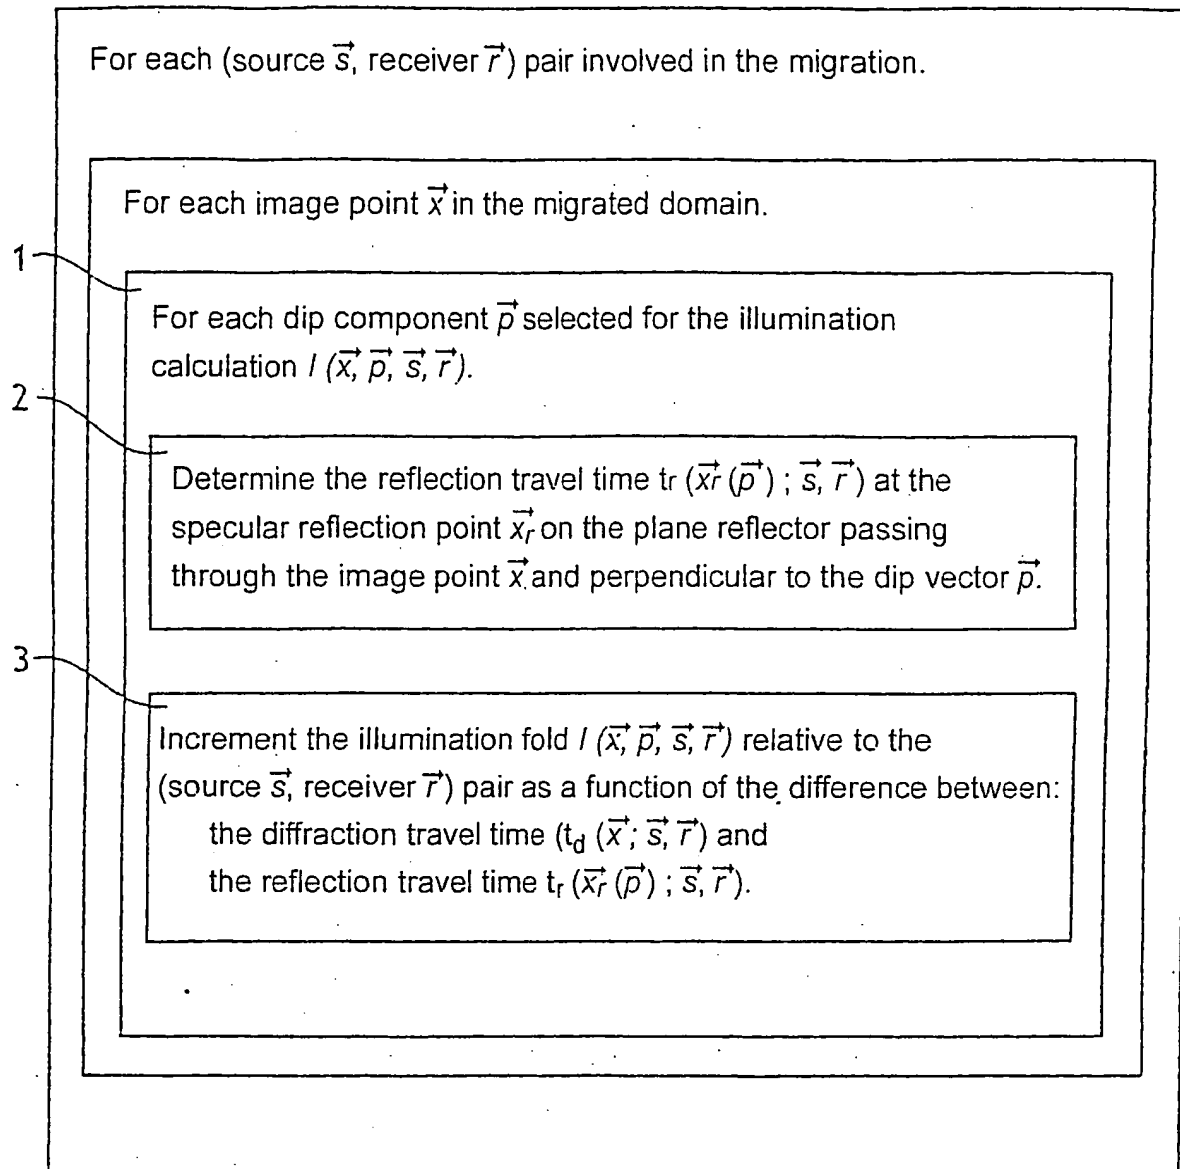 For each (source s⃗, receiver r⃗) pair involved in the migration.
For each image point x⃗ in the migrated domain.
1
For each dip component p⃗ selected for the illumination
calculation I (x⃗, p⃗, s⃗, r⃗).
2
Determine the reflection travel time tr (x⃗r (p⃗) ; s⃗, r⃗) at the
specular reflection point x⃗r on the plane reflector passing
through the image point x⃗ and perpendicular to the dip vector p⃗.
3
Increment the illumination fold I (x⃗, p⃗, s⃗, r⃗) relative to the
(source s⃗, receiver r⃗) pair as a function of the difference between:
the diffraction travel time (td (x⃗; s⃗, r⃗) and
the reflection travel time tr (x⃗r (p⃗) ; s⃗, r⃗).